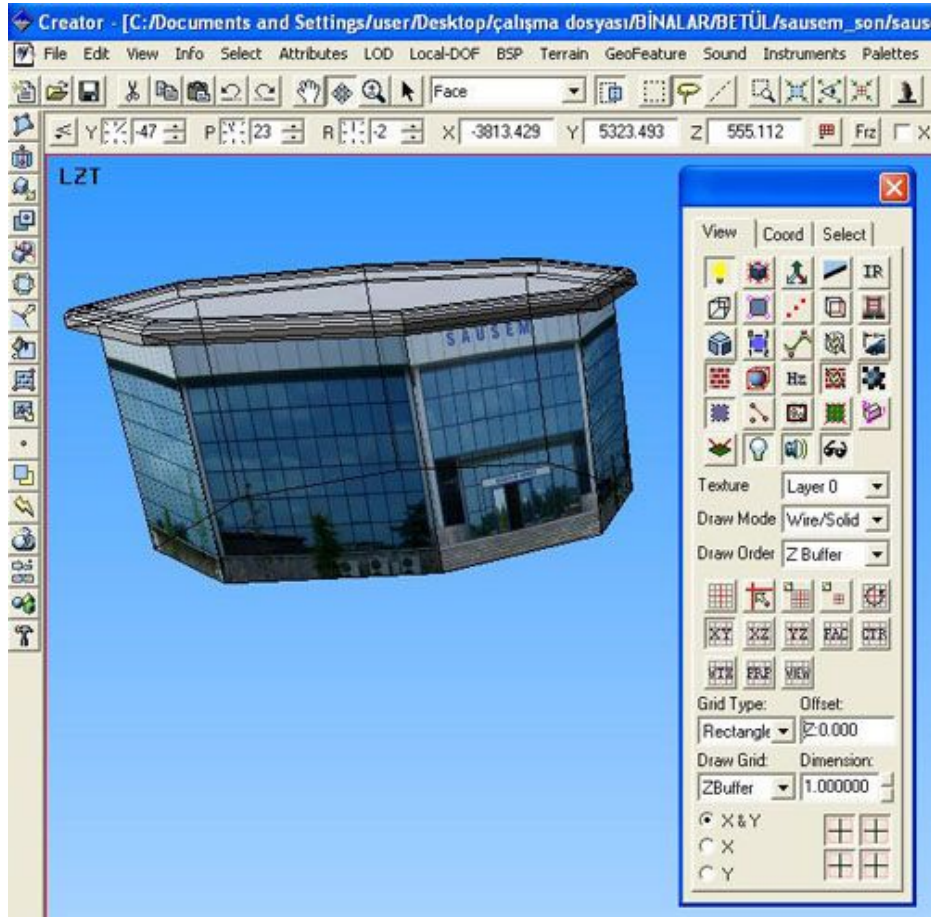 Creator - [C:/Documents and Settings/user/Desktop/çalışma dosyası/BİNALAR/BETÜL/sausem_son/saus
File Edit View Info Select Attributes LOD Local-DOF BSP Terrain GeoFeature Sound Instruments Palettes
Face
Y -47 P 23 R -2 X -3813.429 Y 5323.493 Z 555.112 Frz X
LZT
SAUSEM
View Coord Select
IR
Hz
Texture Layer 0
Draw Mode Wire/Solid
Draw Order Z Buffer
XY XZ YZ FAC CTR
WTX PRP VIEW
Grid Type: Offset:
Rectangle Z:0.000
Draw Grid: Dimension:
ZBuffer 1.000000
X & Y
X
Y